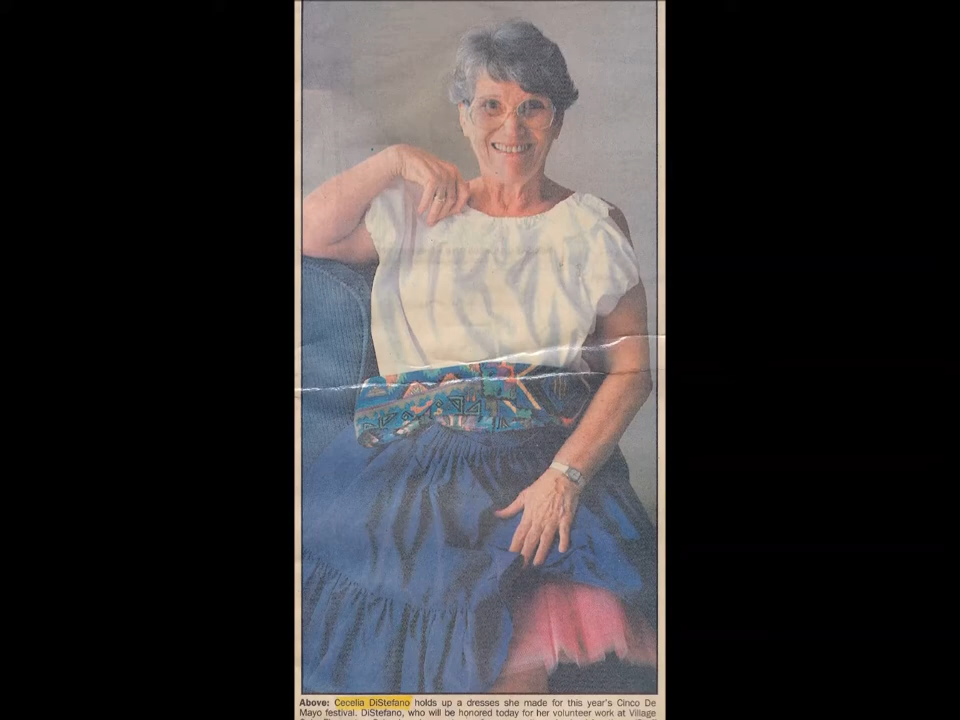 Above: Cecelia DiStefano holds up a dresses she made for this year's Cinco De
Mayo festival. DiStefano, who will be honored today for her volunteer work at Village